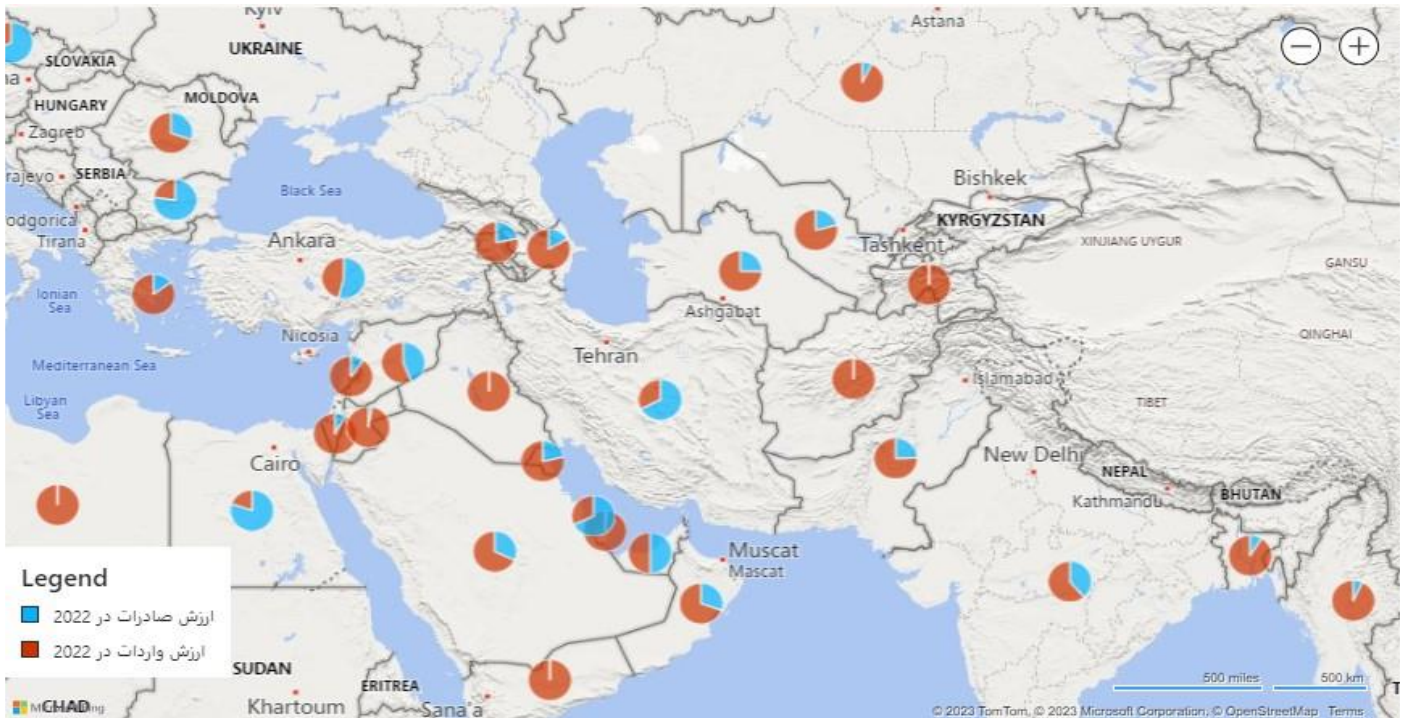 Kyiv
Astana
UKRAINE
SLOVAKIA
MOLDOVA
HUNGARY
Zagreb
SERBIA
Bishkek
Black Sea
KYRGYZSTAN
Tirana
Ankara
Tashkent
XINJIANG UYGUR
GANSU
Ionian
Sea
Ashgabat
Nicosia
QINGHAI
Tehran
Mediterranean Sea
Islamabad
Libyan
Sea
TIBET
Cairo
New Delhi
NEPAL
Kathmandu
BHUTAN
Muscat
Mascat
Legend
ارزش صادرات در 2022
ارزش واردات در 2022
SUDAN
ERITREA
Khartoum
Sana'a
CHAD
500 miles
500 km
© 2023 TomTom, © 2023 Microsoft Corporation, © OpenStreetMap Terms